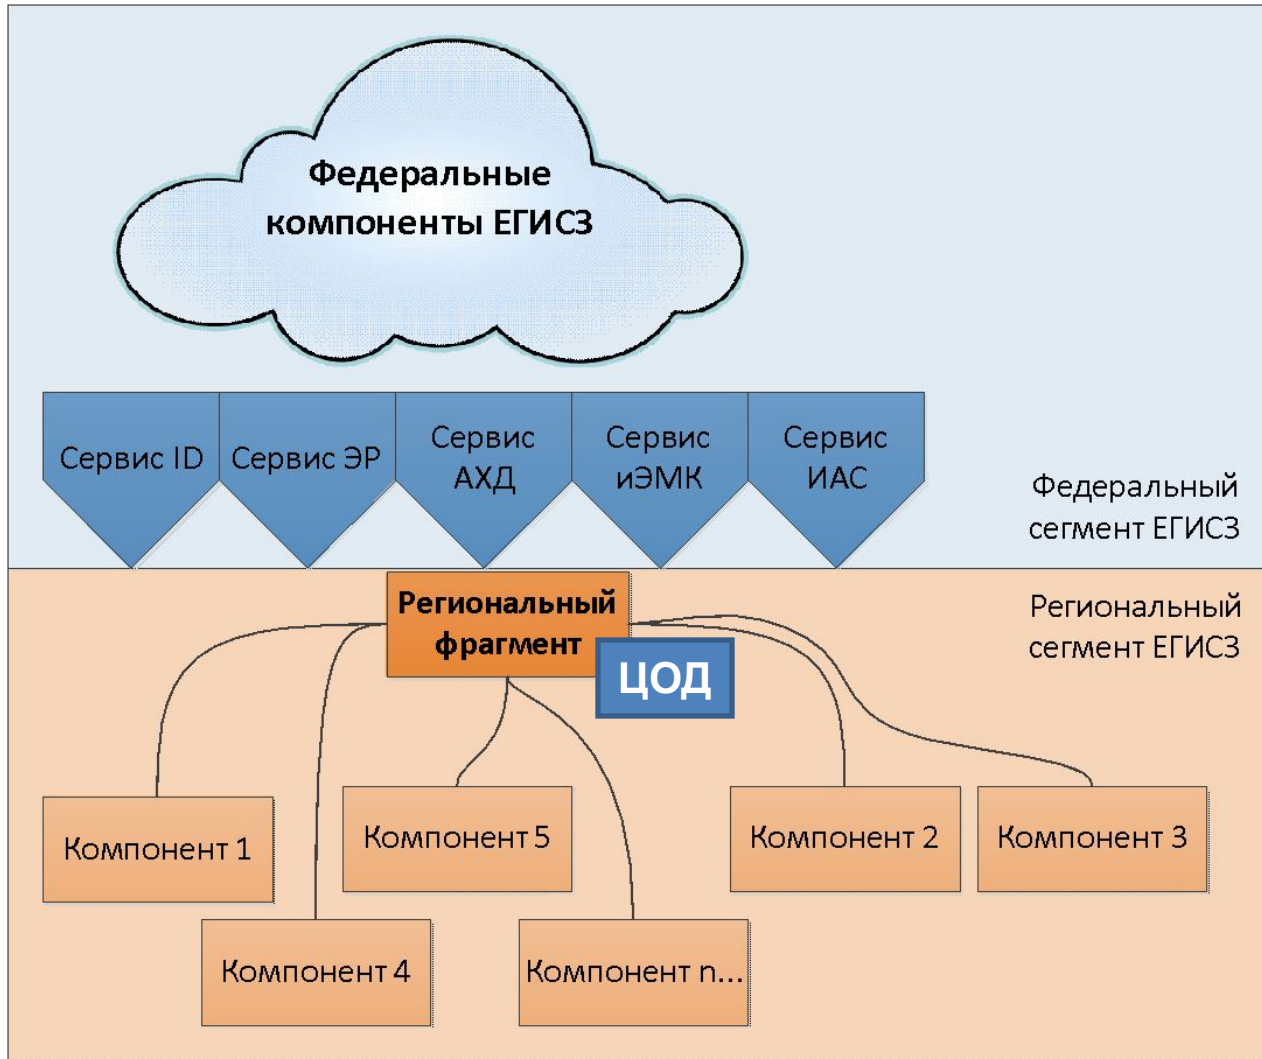 Федеральные
компоненты ЕГИСЗ
Сервис ID
Сервис ЭР
Сервис
АХД
Сервис
иЭМК
Сервис
ИАС
Федеральный
сегмент ЕГИСЗ
Региональный
сегмент ЕГИСЗ
Региональный
фрагмент
ЦОД
Компонент 1
Компонент 5
Компонент 2
Компонент 3
Компонент 4
Компонент n...